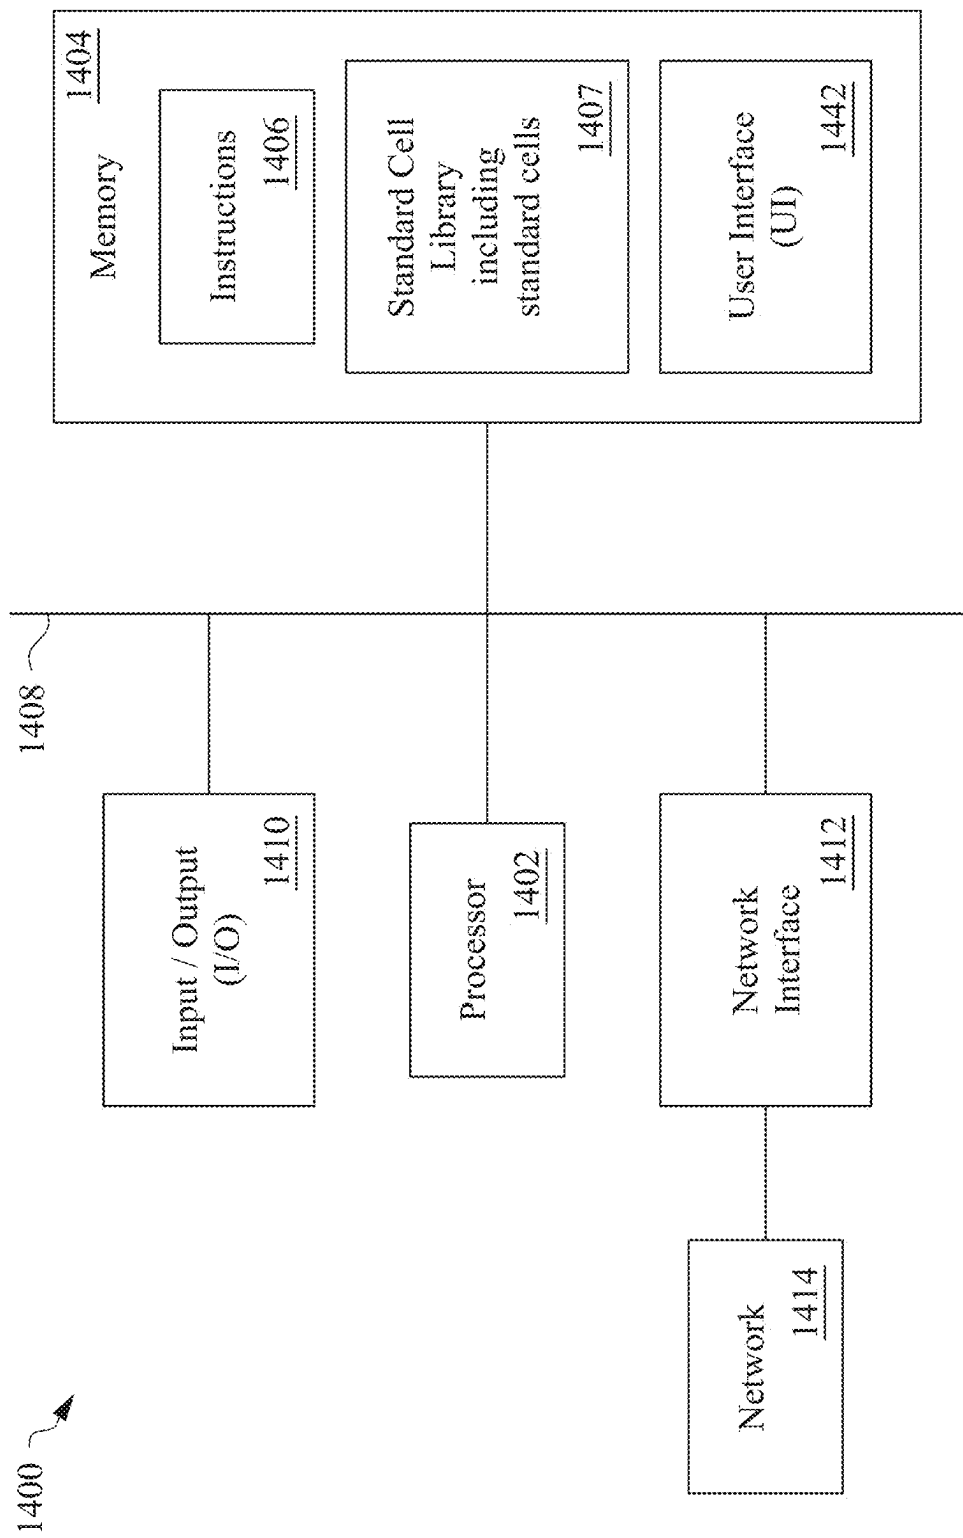 1400
1408
Input / Output
(I/O)
1410
Processor
1402
Network
Interface
1412
Network
1414
Memory
1404
Instructions
1406
Standard Cell
Library
including
standard cells
1407
User Interface
(UI)
1442